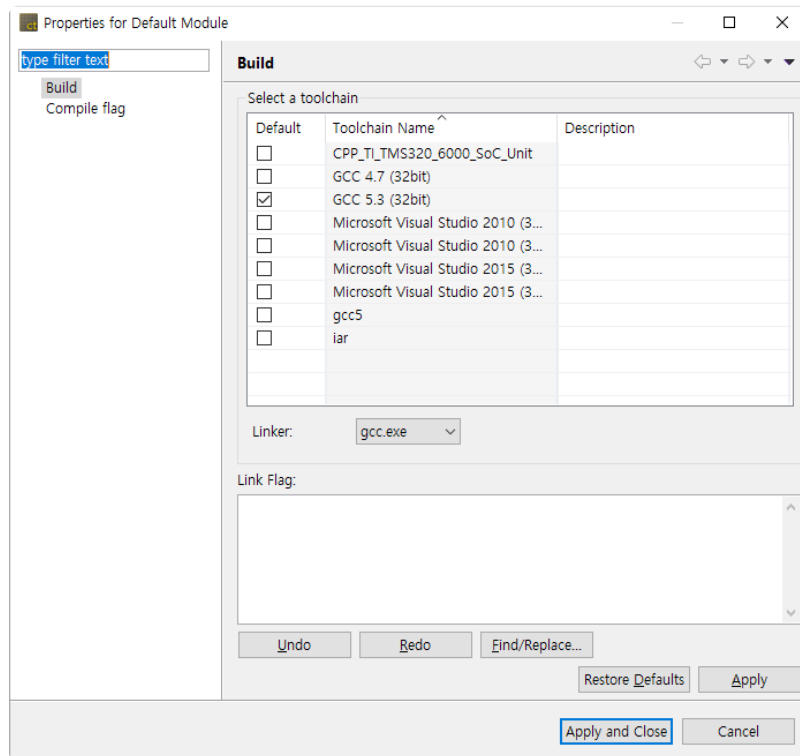 ct Properties for Default Module
type filter text
Build
Compile flag
Build
Select a toolchain
Default Toolchain Name Description
CPP_TI_TMS320_6000_SoC_Unit
GCC 4.7 (32bit)
GCC 5.3 (32bit)
Microsoft Visual Studio 2010 (3...
Microsoft Visual Studio 2010 (3...
Microsoft Visual Studio 2015 (3...
Microsoft Visual Studio 2015 (3...
gcc5
iar
Linker: gcc.exe
Link Flag:
Undo Redo Find/Replace...
Restore Defaults Apply
Apply and Close Cancel